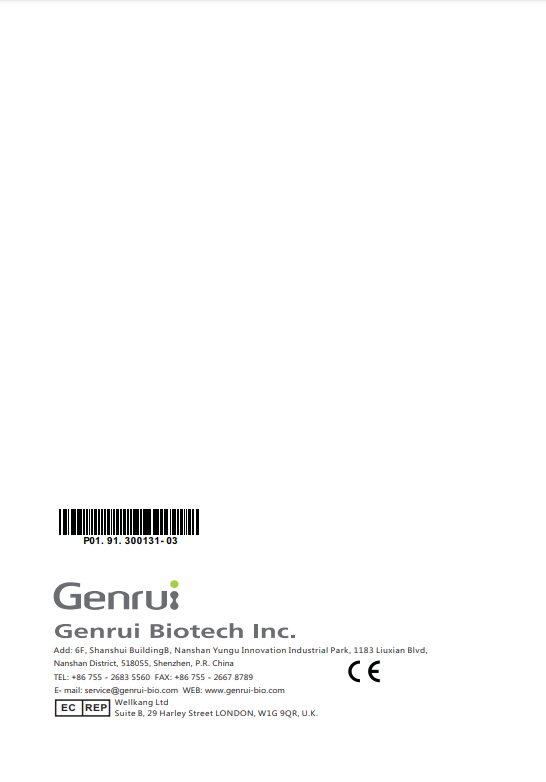 P01. 91. 300131-03
Genrui
Genrui Biotech Inc.
Add: 6F, Shanshui BuildingB, Nanshan Yungu Innovation Industrial Park, 1183 Liuxian Blvd,
Nanshan District, 518055, Shenzhen, P.R. China
TEL: +86 755 - 2683 5560 FAX: +86 755 - 2667 8789
CE
E- mail: service@genrui-bio.com WEB: www.genrui-bio.com
EC REP
Wellkang Ltd
Suite B, 29 Harley Street LONDON, W1G 9QR, U.K.